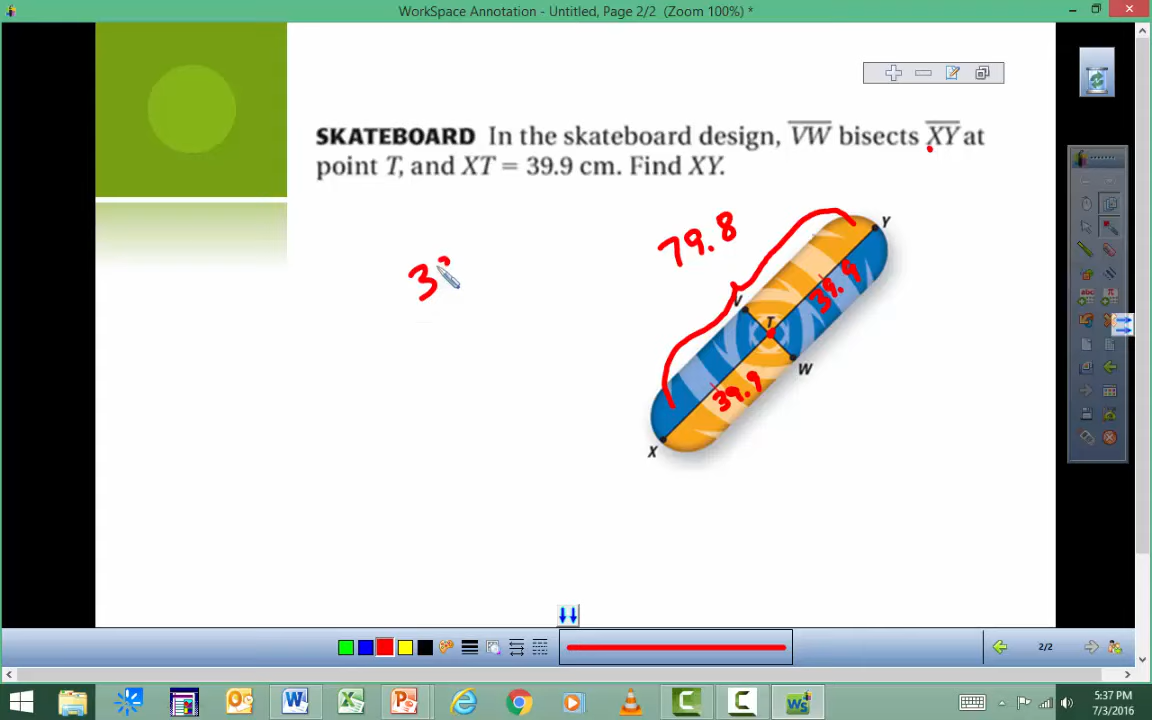 WorkSpace Annotation - Untitled, Page 2/2 (Zoom 100%) *
SKATEBOARD In the skateboard design, VW bisects XY at
point T, and XT = 39.9 cm. Find XY.
79.8
Y
3
39.9
V
T
W
39.9
X
2/2
5:37 PM
7/3/2016